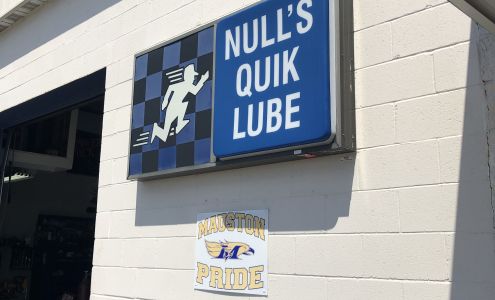 NULL'S
QUIK
LUBE
MAUSTON
M
PRIDE